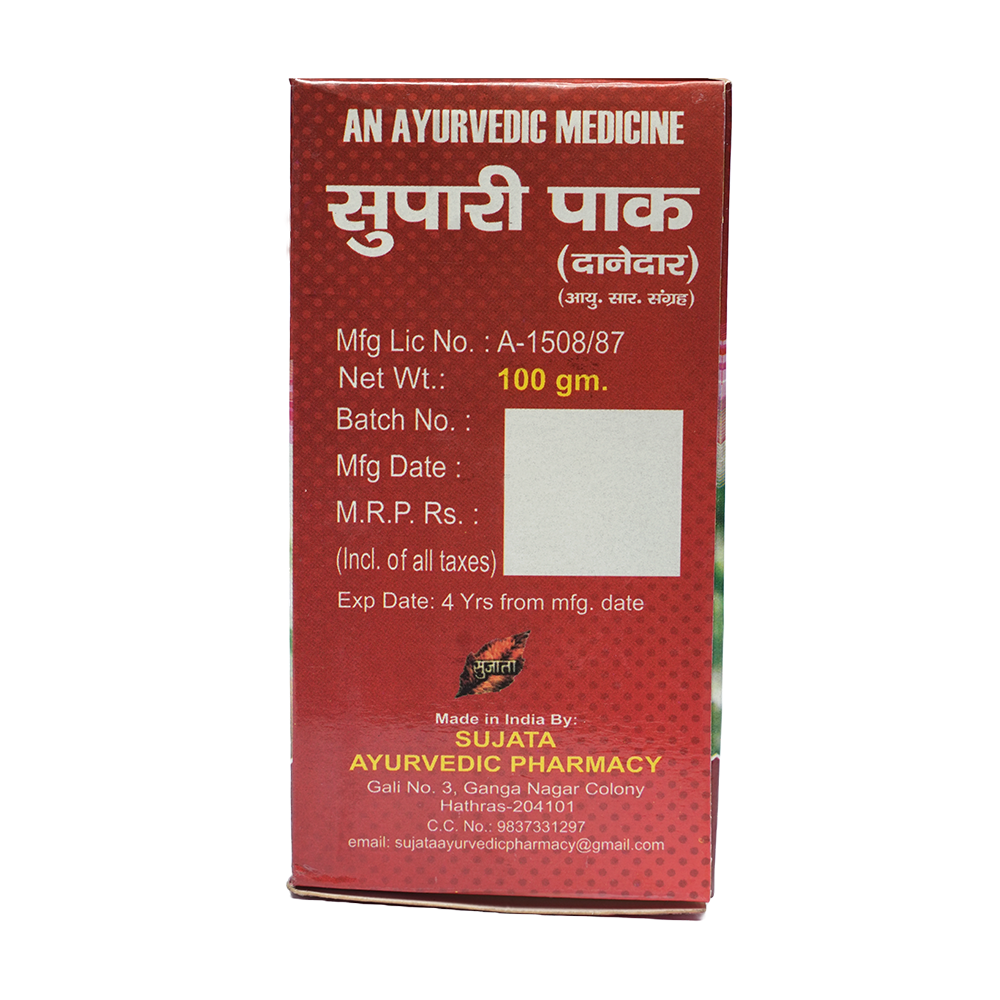 AN AYURVEDIC MEDICINE
सुपारी पाक
(दानेदार)
(आयु. सार. संग्रह)
Mfg Lic No. : A-1508/87
Net Wt.: 100 gm.
Batch No. :
Mfg Date :
M.R.P. Rs. :
(Incl. of all taxes)
Exp Date: 4 Yrs from mfg. date
सुजाता
Made in India By:
SUJATA
AYURVEDIC PHARMACY
Gali No. 3, Ganga Nagar Colony
Hathras-204101
C.C. No.: 9837331297
email: sujataayurvedicpharmacy@gmail.com